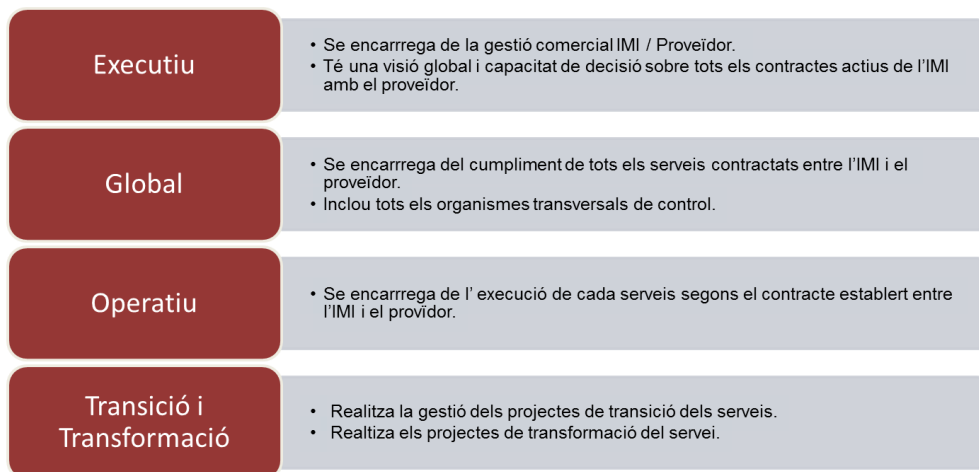 Executiu
• Se encarrrega de la gestió comercial IMI / Proveïdor.
• Té una visió global i capacitat de decisió sobre tots els contractes actius de l'IMI
amb el proveïdor.
Global
• Se encarrrega del cumpliment de tots els serveis contractats entre l'IMI i el
proveïdor.
• Inclou tots els organismes transversals de control.
Operatiu
• Se encarrrega de l' execució de cada serveis segons el contracte establert entre
l'IMI i el provïdor.
Transició i
Transformació
• Realitza la gestió dels projectes de transició dels serveis.
• Realtiza els projectes de transformació del servei.